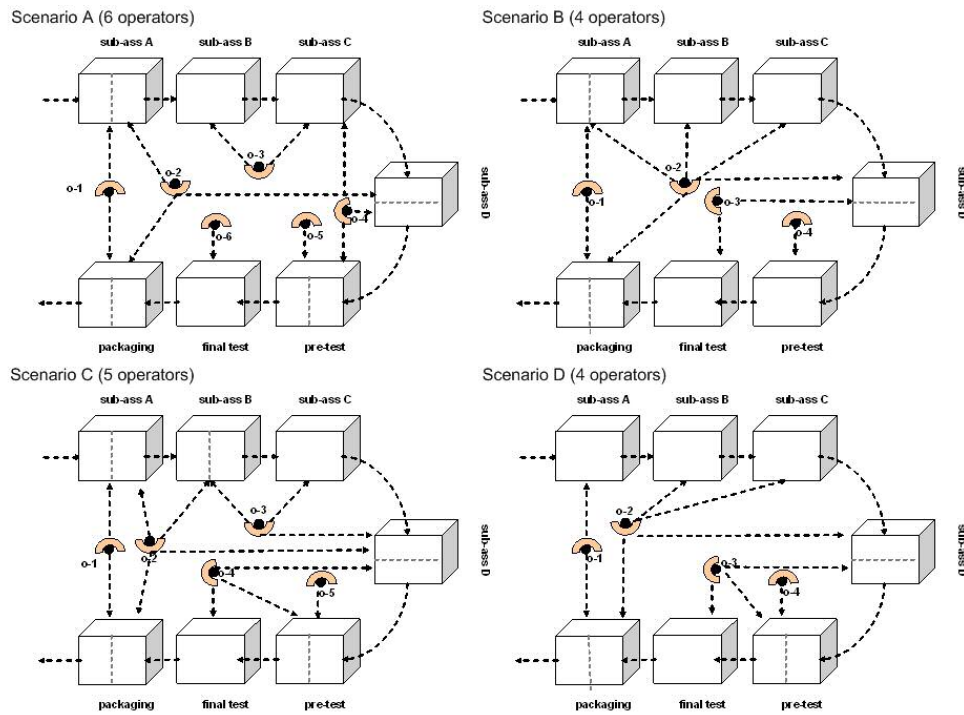 Scenario A (6 operators)
sub-ass A sub-ass B sub-ass C
o-1
o-2
o-3
o-4
o-5
o-6
sub-ass D
packaging final test pre-test
Scenario B (4 operators)
sub-ass A sub-ass B sub-ass C
o-1
o-2
o-3
o-4
sub-ass D
packaging final test pre-test
Scenario C (5 operators)
sub-ass A sub-ass B sub-ass C
o-1
o-2
o-3
o-4
o-5
sub-ass D
packaging final test pre-test
Scenario D (4 operators)
sub-ass A sub-ass B sub-ass C
o-2
o-1
o-3
o-4
sub-ass D
packaging final test pre-test